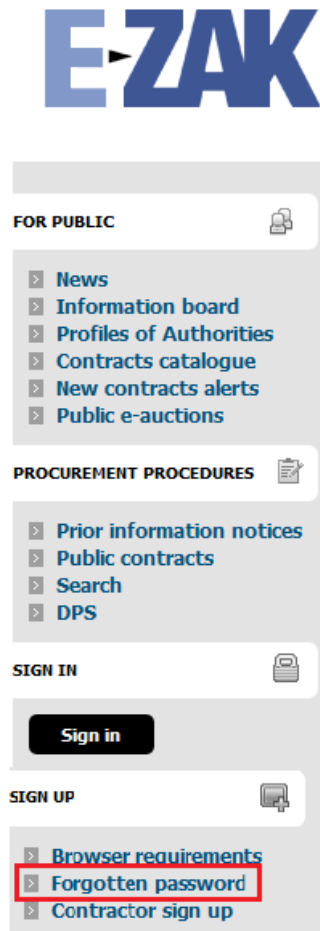 E-ZAK
FOR PUBLIC
News
Information board
Profiles of Authorities
Contracts catalogue
New contracts alerts
Public e-auctions
PROCUREMENT PROCEDURES
Prior information notices
Public contracts
Search
DPS
SIGN IN
Sign in
SIGN UP
Browser requirements
Forgotten password
Contractor sign up